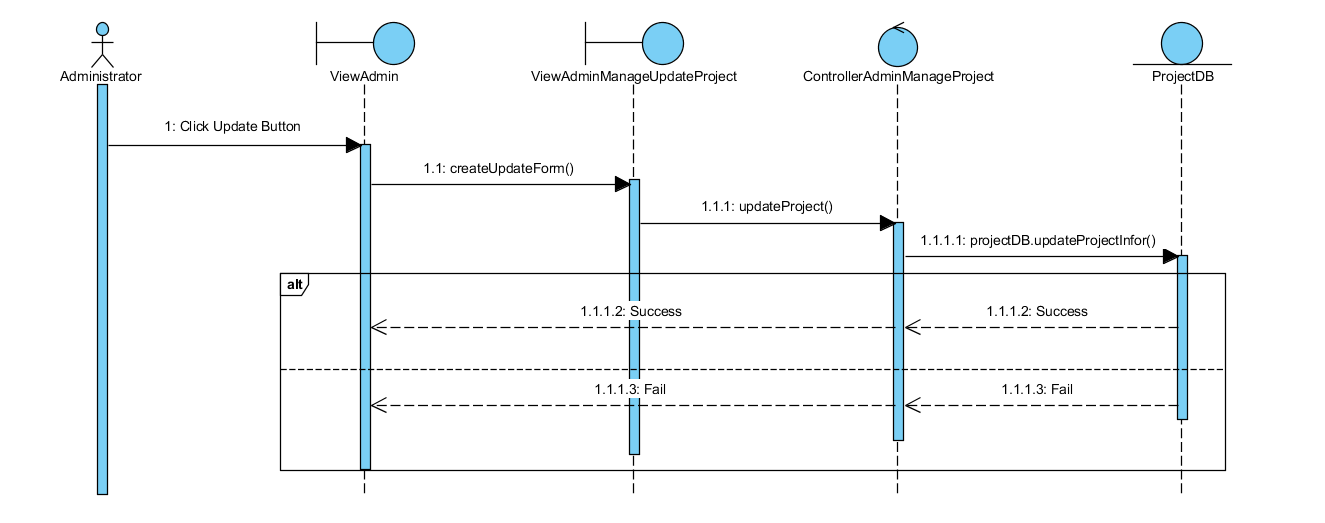 Administrator
ViewAdmin
ViewAdminManageUpdateProject
ControllerAdminManageProject
ProjectDB
1: Click Update Button
1.1: createUpdateForm()
1.1.1: updateProject()
1.1.1.1: projectDB.updateProjectInfor()
alt
1.1.1.2: Success
1.1.1.2: Success
1.1.1.3: Fail
1.1.1.3: Fail